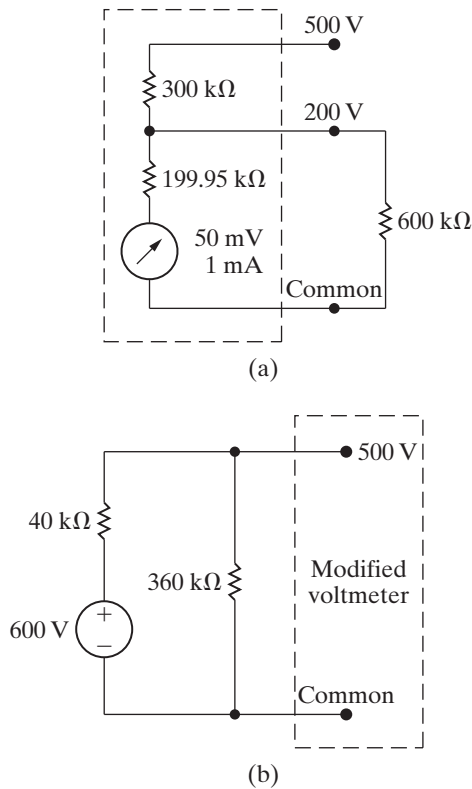 500 V
300 kΩ
200 V
199.95 kΩ
600 kΩ
50 mV
1 mA
Common
(a)
500 V
40 kΩ
360 kΩ
Modified
voltmeter
600 V
+
−
Common
(b)